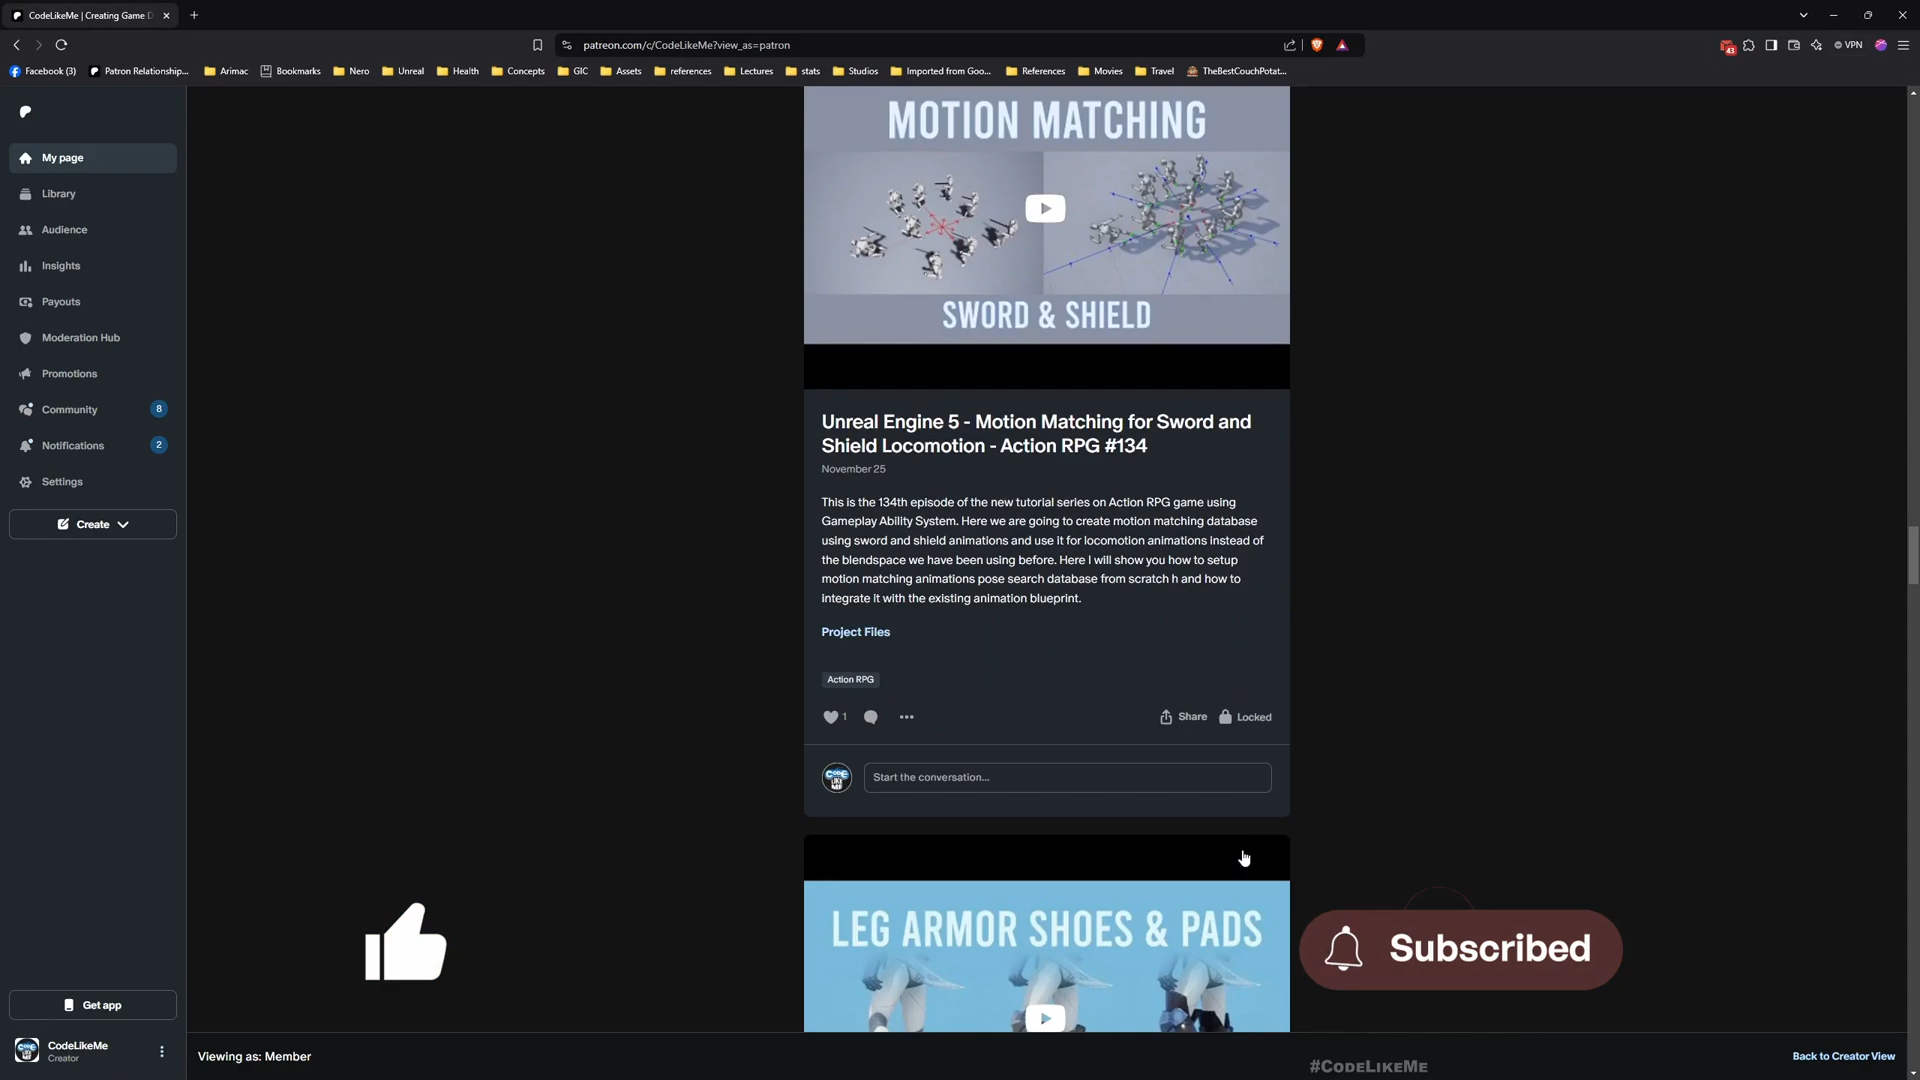 CodeLikeMe | Creating Game D
patreon.com/c/CodeLikeMe?view_as=patron
43
VPN
Facebook (3)
Patron Relationship...
Arimac
Bookmarks
Nero
Unreal
Health
Concepts
GIC
Assets
references
Lectures
stats
Studios
Imported from Goo...
References
Movies
Travel
TheBestCouchPotat...
My page
Library
Audience
Insights
Payouts
Moderation Hub
Promotions
Community
8
Notifications
2
Settings
Create
Get app
CodeLikeMe
Creator
MOTION MATCHING
SWORD & SHIELD
Unreal Engine 5 - Motion Matching for Sword and
Shield Locomotion - Action RPG #134
November 25
This is the 134th episode of the new tutorial series on Action RPG game using
Gameplay Ability System. Here we are going to create motion matching database
using sword and shield animations and use it for locomotion animations instead of
the blendspace we have been using before. Here I will show you how to setup
motion matching animations pose search database from scratch h and how to
integrate it with the existing animation blueprint.
Project Files
Action RPG
1
Share
Locked
CODE
LIKE
ME
Start the conversation...
LEG ARMOR SHOES & PADS
Subscribed
Viewing as: Member
#CodeLikeMe
Back to Creator View